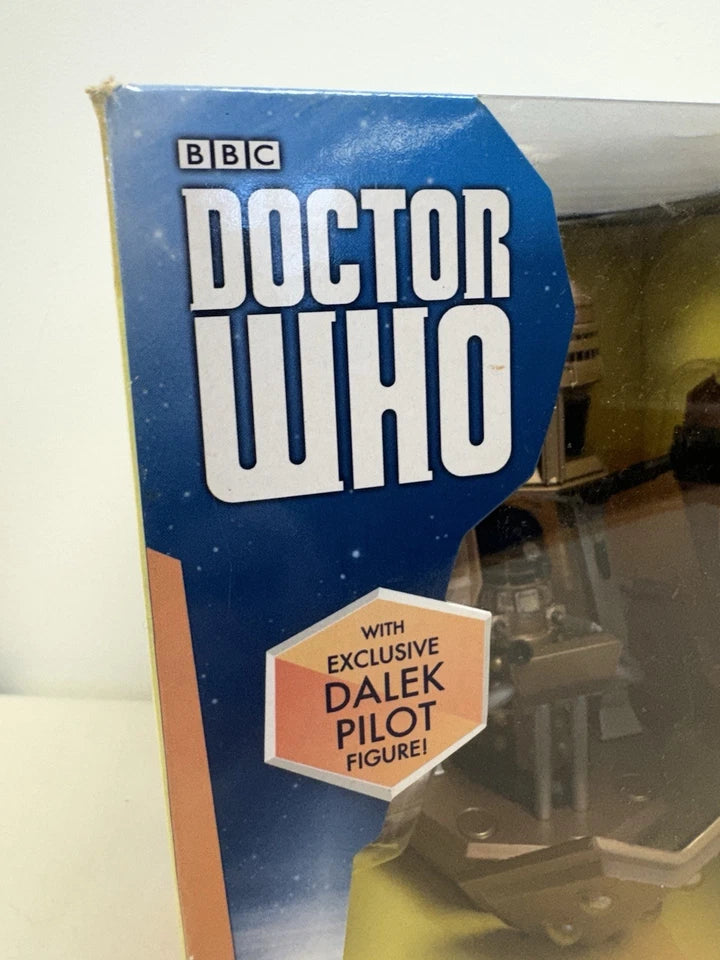 BBC
DOCTOR
WHO
WITH
EXCLUSIVE
DALEK
PILOT
FIGURE!